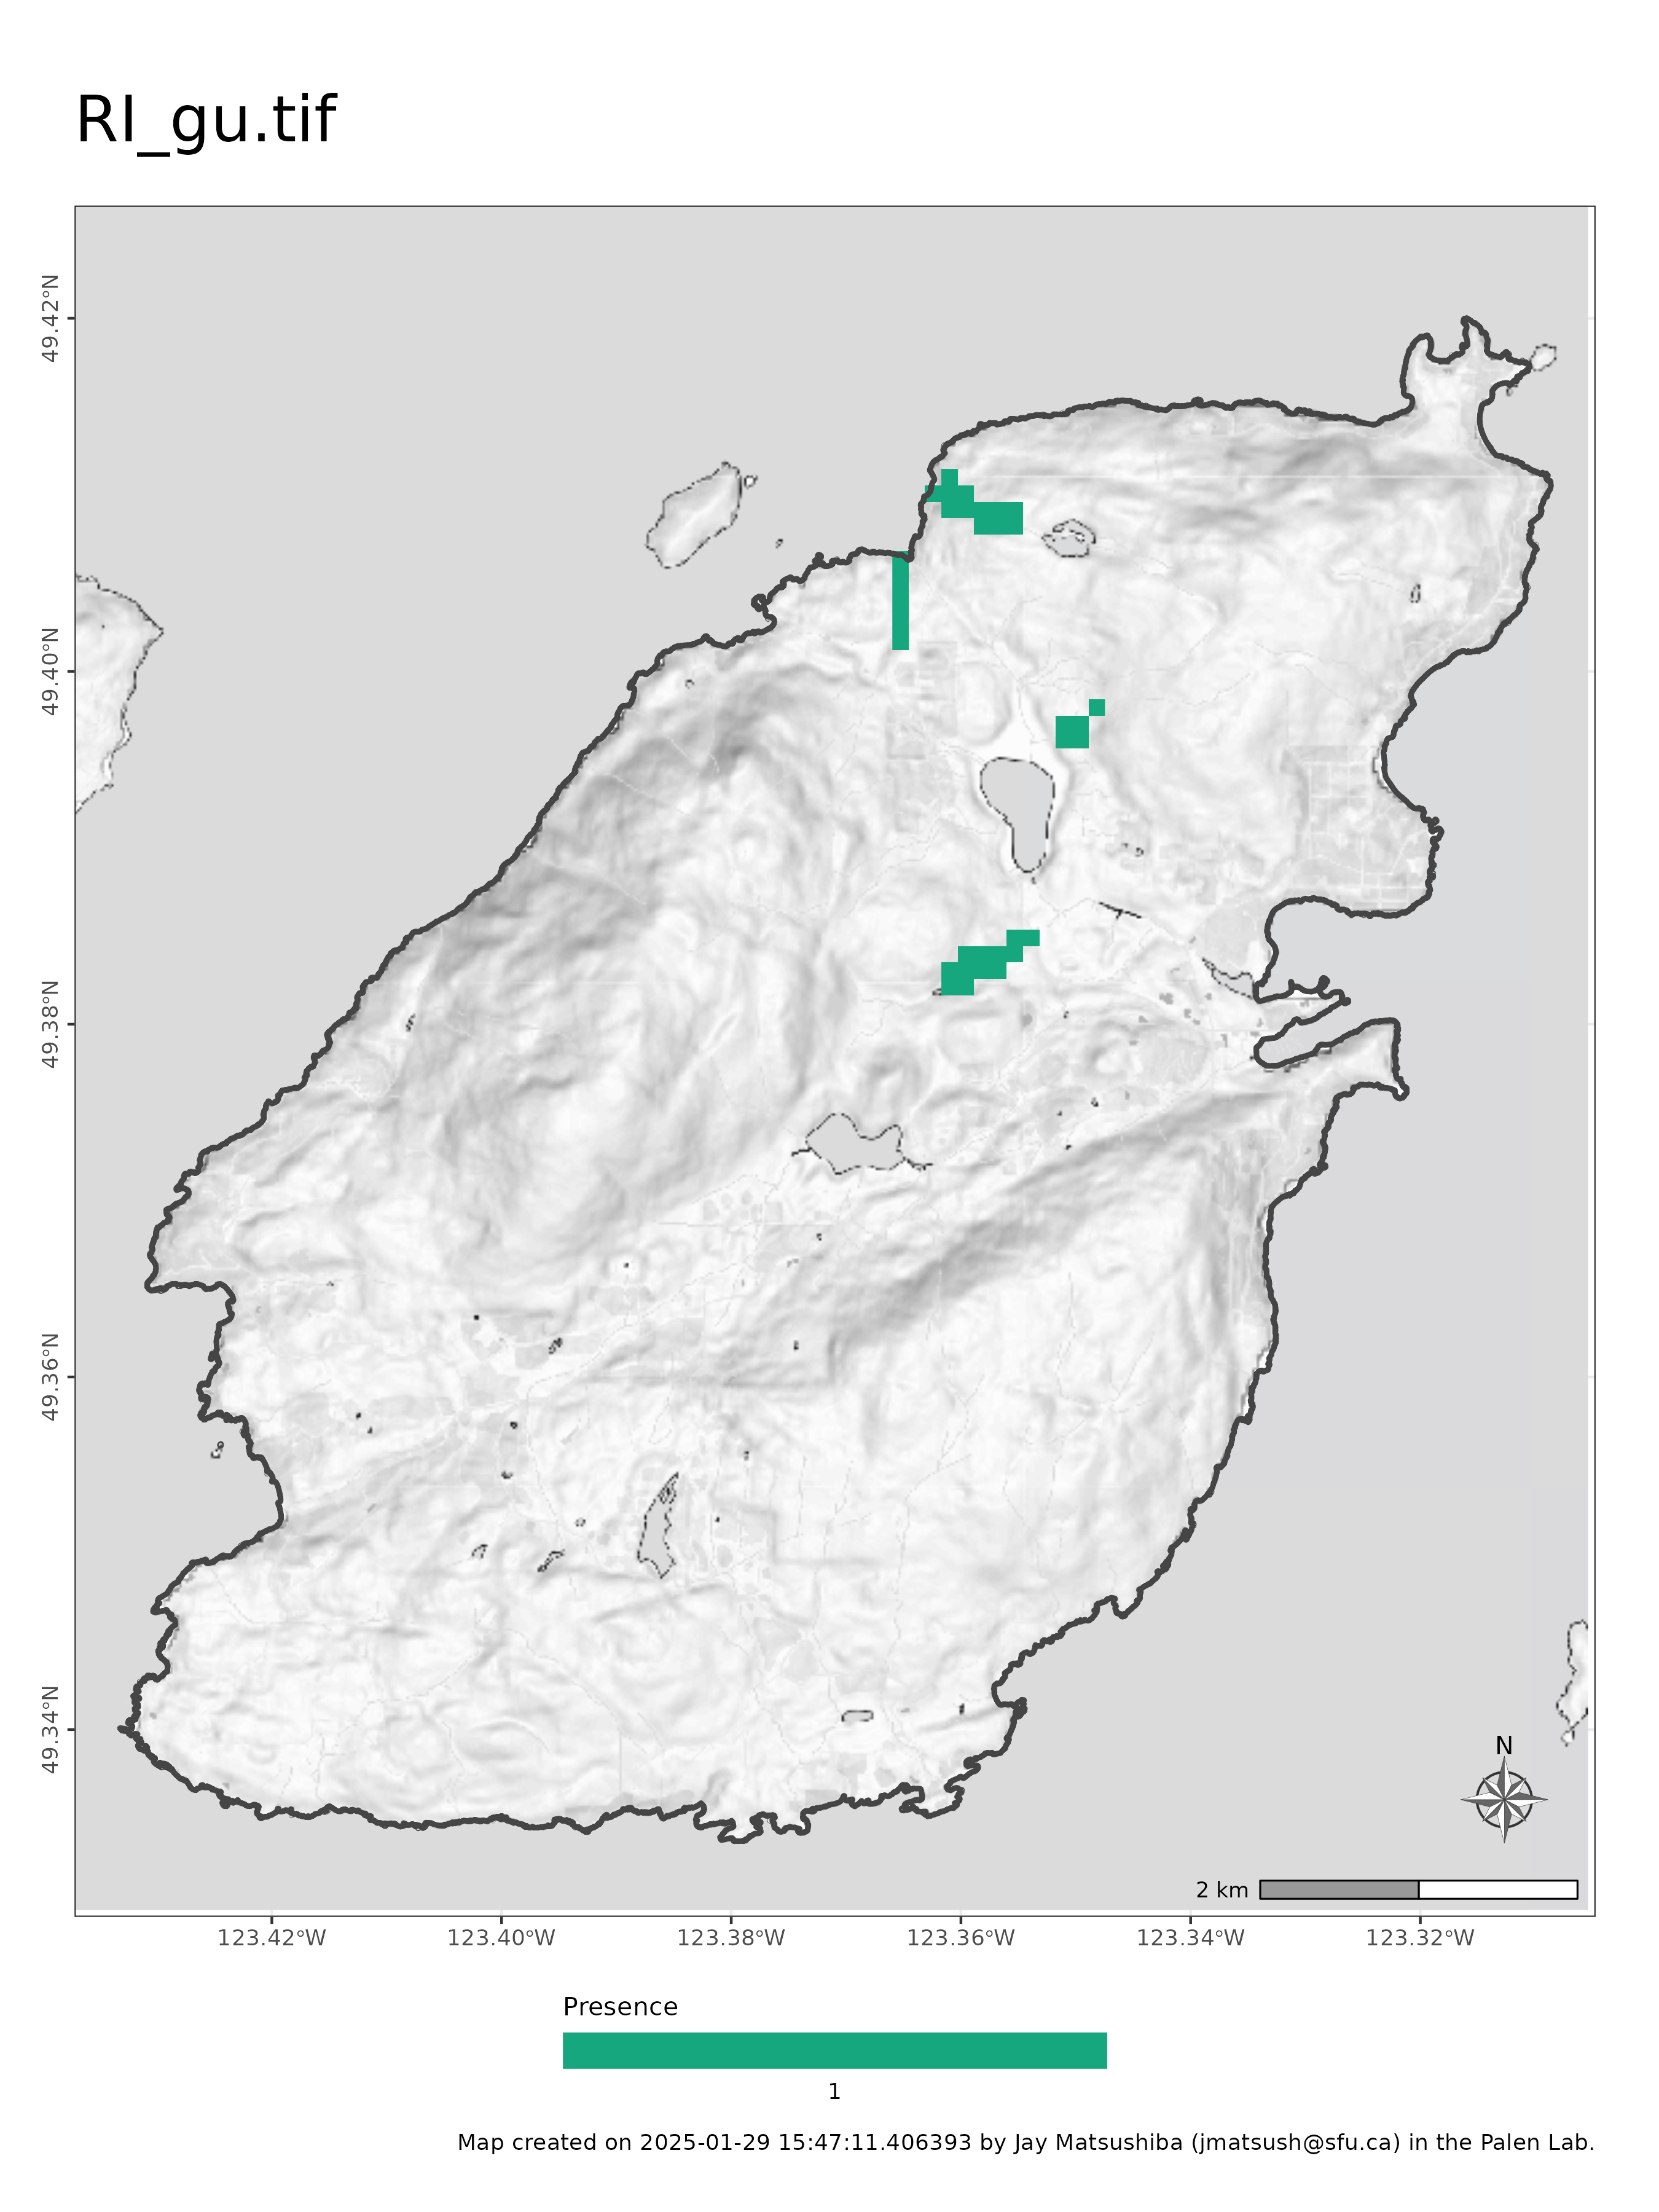 RI_gu.tif
49.42°N
49.40°N
49.38°N
49.36°N
49.34°N
N
2 km
123.42°W 123.40°W 123.38°W 123.36°W 123.34°W 123.32°W
Presence
1
Map created on 2025-01-29 15:47:11.406393 by Jay Matsushiba (jmatsush@sfu.ca) in the Palen Lab.